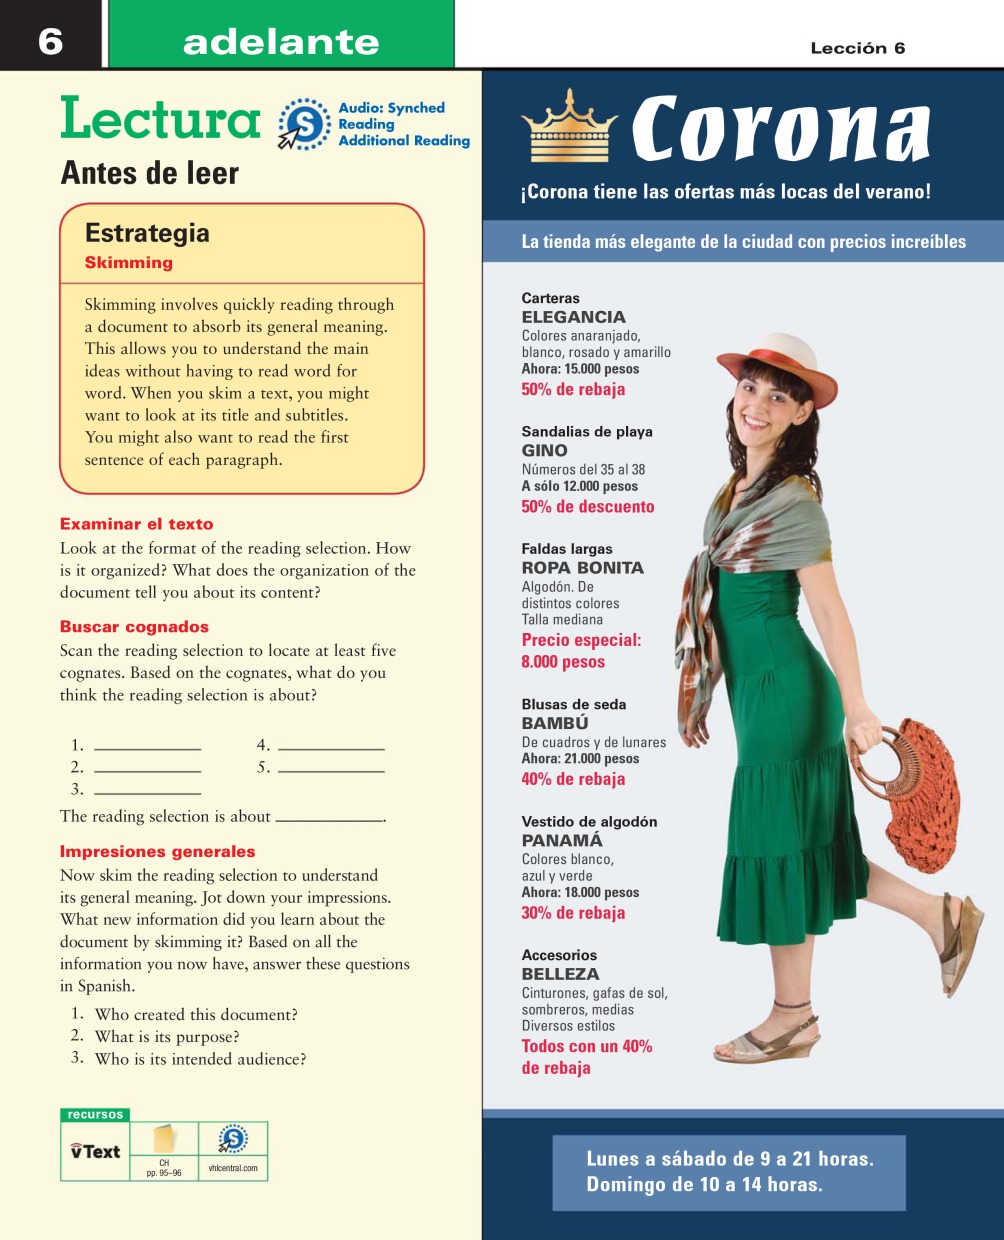 6
adelante
Lección 6
Lectura
Audio: Synched
Reading
Additional Reading
Antes de leer
Estrategia
Skimming
Skimming involves quickly reading through
a document to absorb its general meaning.
This allows you to understand the main
ideas without having to read word for
word. When you skim a text, you might
want to look at its title and subtitles.
You might also want to read the first
sentence of each paragraph.
Examinar el texto
Look at the format of the reading selection. How
is it organized? What does the organization of the
document tell you about its content?
Buscar cognados
Scan the reading selection to locate at least five
cognates. Based on the cognates, what do you
think the reading selection is about?
1. ____________ 4. ____________
2. ____________ 5. ____________
3. ____________
The reading selection is about ____________.
Impresiones generales
Now skim the reading selection to understand
its general meaning. Jot down your impressions.
What new information did you learn about the
document by skimming it? Based on all the
information you now have, answer these questions
in Spanish.
1. Who created this document?
2. What is its purpose?
3. Who is its intended audience?
recursos
vText
CH
pp. 95–96
S
vhlcentral.com
Corona
¡Corona tiene las ofertas más locas del verano!
La tienda más elegante de la ciudad con precios increíbles
Carteras
ELEGANCIA
Colores anaranjado,
blanco, rosado y amarillo
Ahora: 15.000 pesos
50% de rebaja
Sandalias de playa
GINO
Números del 35 al 38
A sólo 12.000 pesos
50% de descuento
Faldas largas
ROPA BONITA
Algodón. De
distintos colores
Talla mediana
Precio especial:
8.000 pesos
Blusas de seda
BAMBÚ
De cuadros y de lunares
Ahora: 21.000 pesos
40% de rebaja
Vestido de algodón
PANAMÁ
Colores blanco,
azul y verde
Ahora: 18.000 pesos
30% de rebaja
Accesorios
BELLEZA
Cinturones, gafas de sol,
sombreros, medias
Diversos estilos
Todos con un 40%
de rebaja
Lunes a sábado de 9 a 21 horas.
Domingo de 10 a 14 horas.